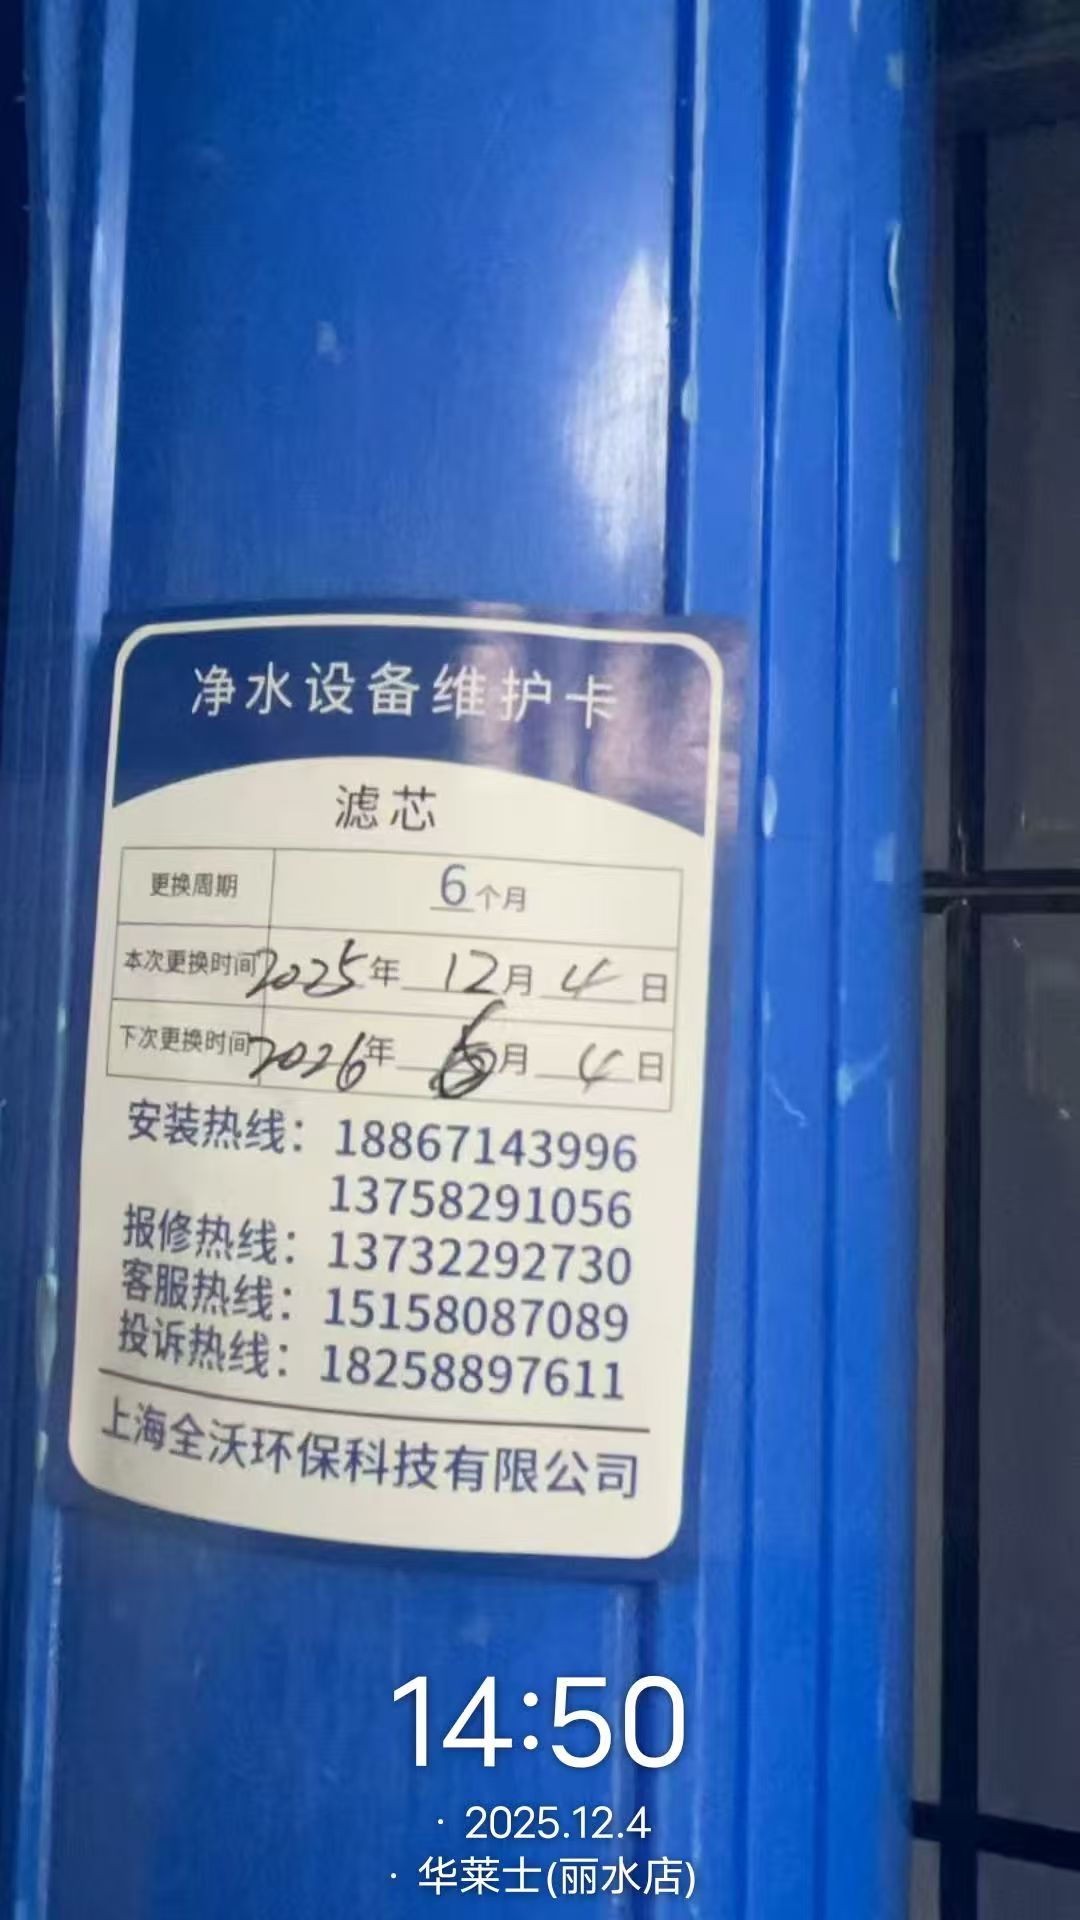 净水设备维护卡
滤芯
更换周期 6个月
本次更换时间 2025年 12月 4日
下次更换时间 2026年 6月 4日
安装热线：18867143996
13758291056
报修热线：13732292730
客服热线：15158087089
投诉热线：18258897611
上海全沃环保科技有限公司
14:50
· 2025.12.4
· 华莱士(丽水店)